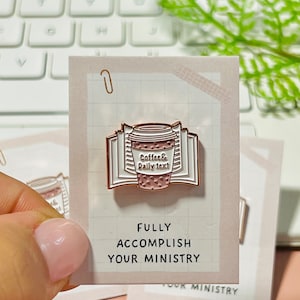 Coffee &
Daily text
FULLY
ACCOMPLISH
YOUR MINISTRY
YOUR MINISTRY